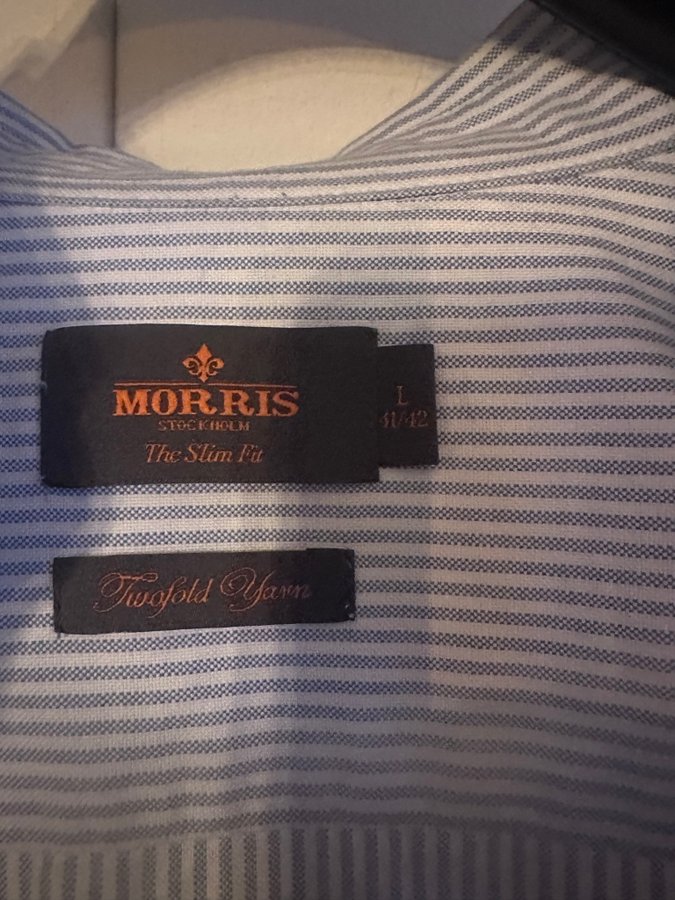 MORRIS
STOCKHOLM
The Slim Fit
L
41/42
Twofold Yarn